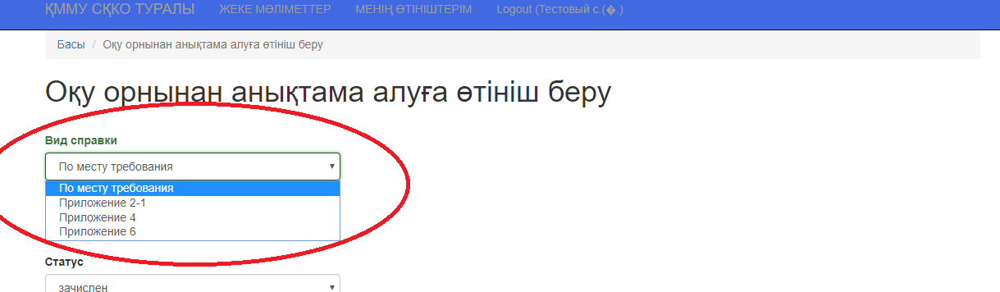 ҚММУ СҚКО ТУРАЛЫ ЖЕКЕ МӘЛІМЕТТЕР МЕНІҢ ӨТІНІШТЕРІМ Logout (Тестовый с.(�.)
Басы / Оқу орнынан анықтама алуға өтініш беру
Оқу орнынан анықтама алуға өтініш беру
Вид справки
По месту требования
По месту требования
Приложение 2-1
Приложение 4
Приложение 6
Статус
зачислен